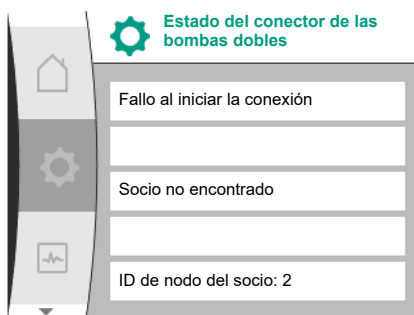 Estado del conector de las
bombas dobles
Fallo al iniciar la conexión
Socio no encontrado
ID de nodo del socio: 2